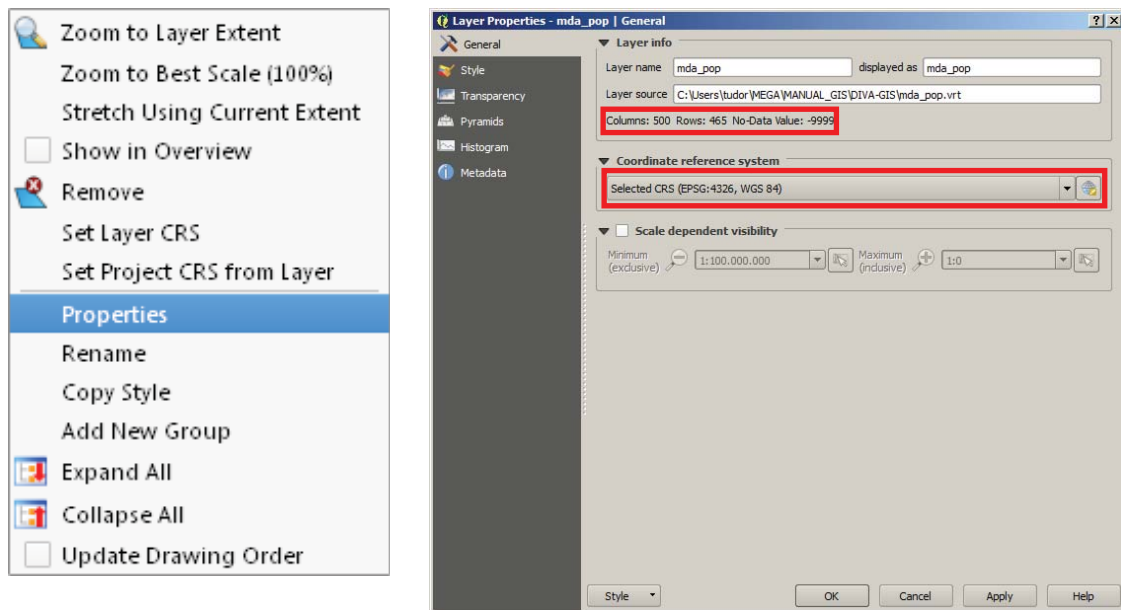 Zoom to Layer Extent
Zoom to Best Scale (100%)
Stretch Using Current Extent
Show in Overview
Remove
Set Layer CRS
Set Project CRS from Layer
Properties
Rename
Copy Style
Add New Group
Expand All
Collapse All
Update Drawing Order
Layer Properties - mda_pop | General
General
Style
Transparency
Pyramids
Histogram
Metadata
Layer info
Layer name mda_pop displayed as mda_pop
Layer source C:\Users\tudor\MEGA\MANUAL_GIS\DIVA-GIS\mda_pop.vrt
Columns: 500 Rows: 465 No-Data Value: -9999
Coordinate reference system
Selected CRS (EPSG:4326, WGS 84)
Scale dependent visibility
Minimum (exclusive) 1:100.000.000 Maximum (inclusive) 1:0
Style OK Cancel Apply Help